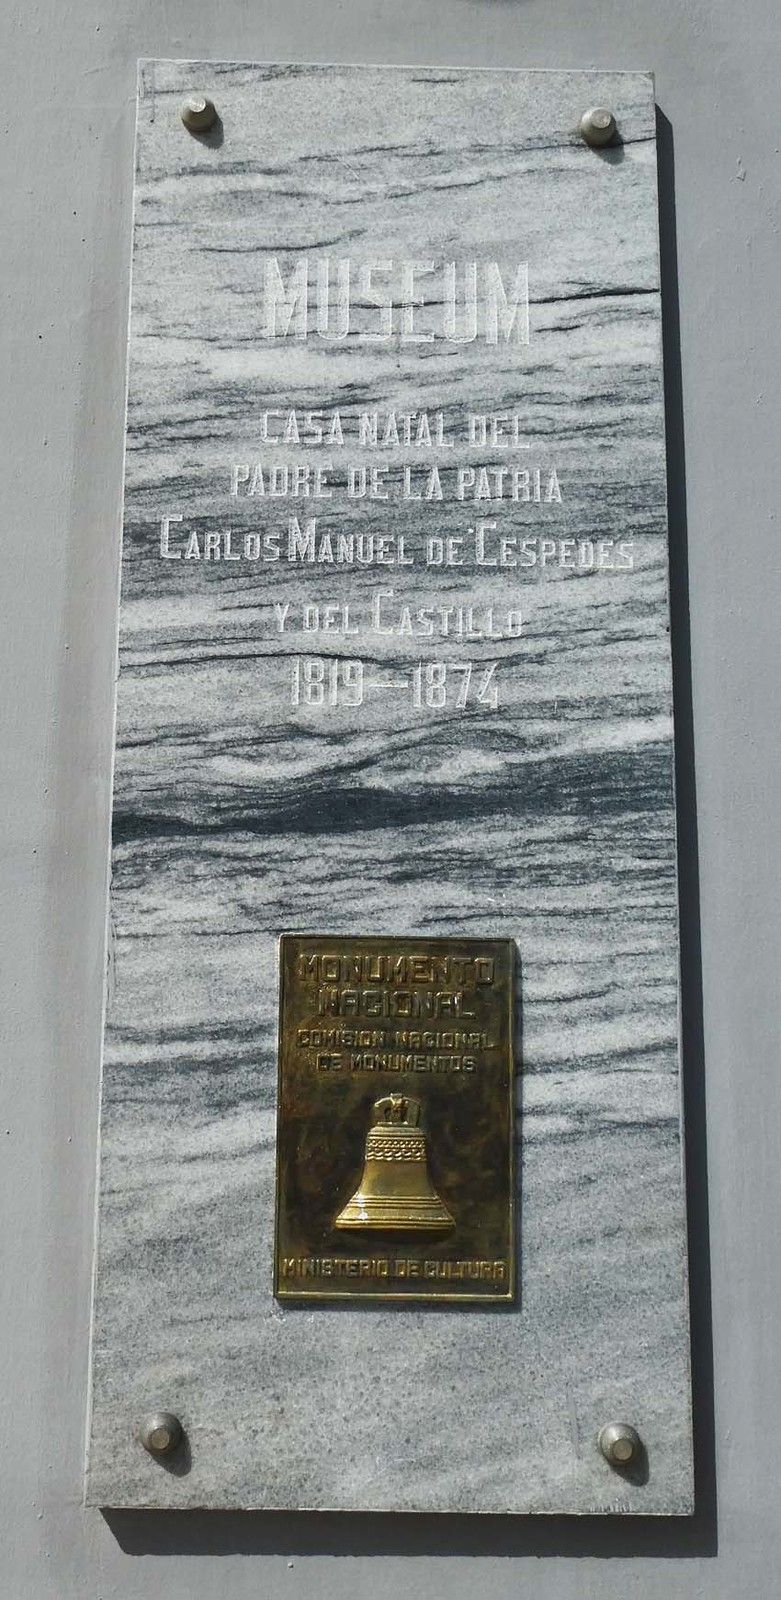 MUSEUM
CASA NATAL DEL
PADRE DE LA PATRIA
CARLOS MANUEL DE CESPEDES
Y DEL CASTILLO
1819—1874
MONUMENTO
NACIONAL
COMISION NACIONAL
DE MONUMENTOS
MINISTERIO DE CULTURA